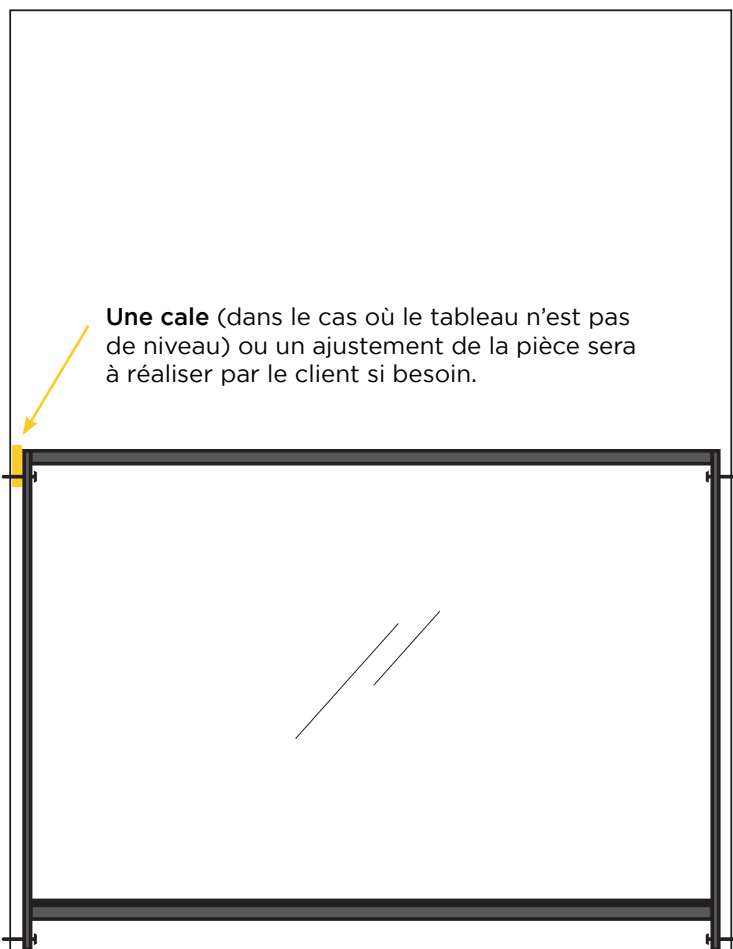 Une cale (dans le cas où le tableau n’est pas
de niveau) ou un ajustement de la pièce sera
à réaliser par le client si besoin.